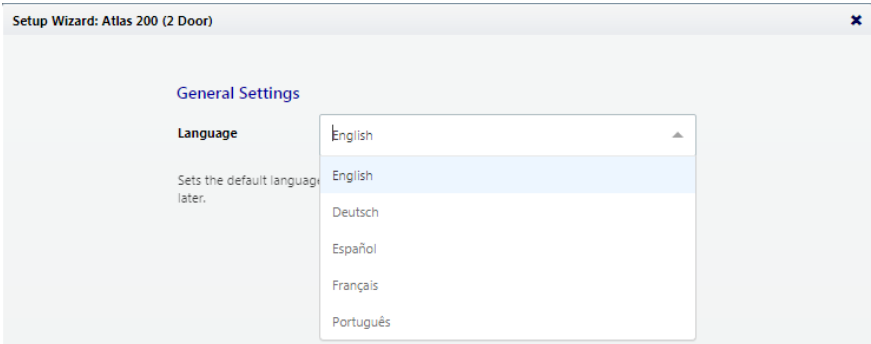 Setup Wizard: Atlas 200 (2 Door)
General Settings
Language
English
Sets the default language
later.
English
Deutsch
Español
Français
Português